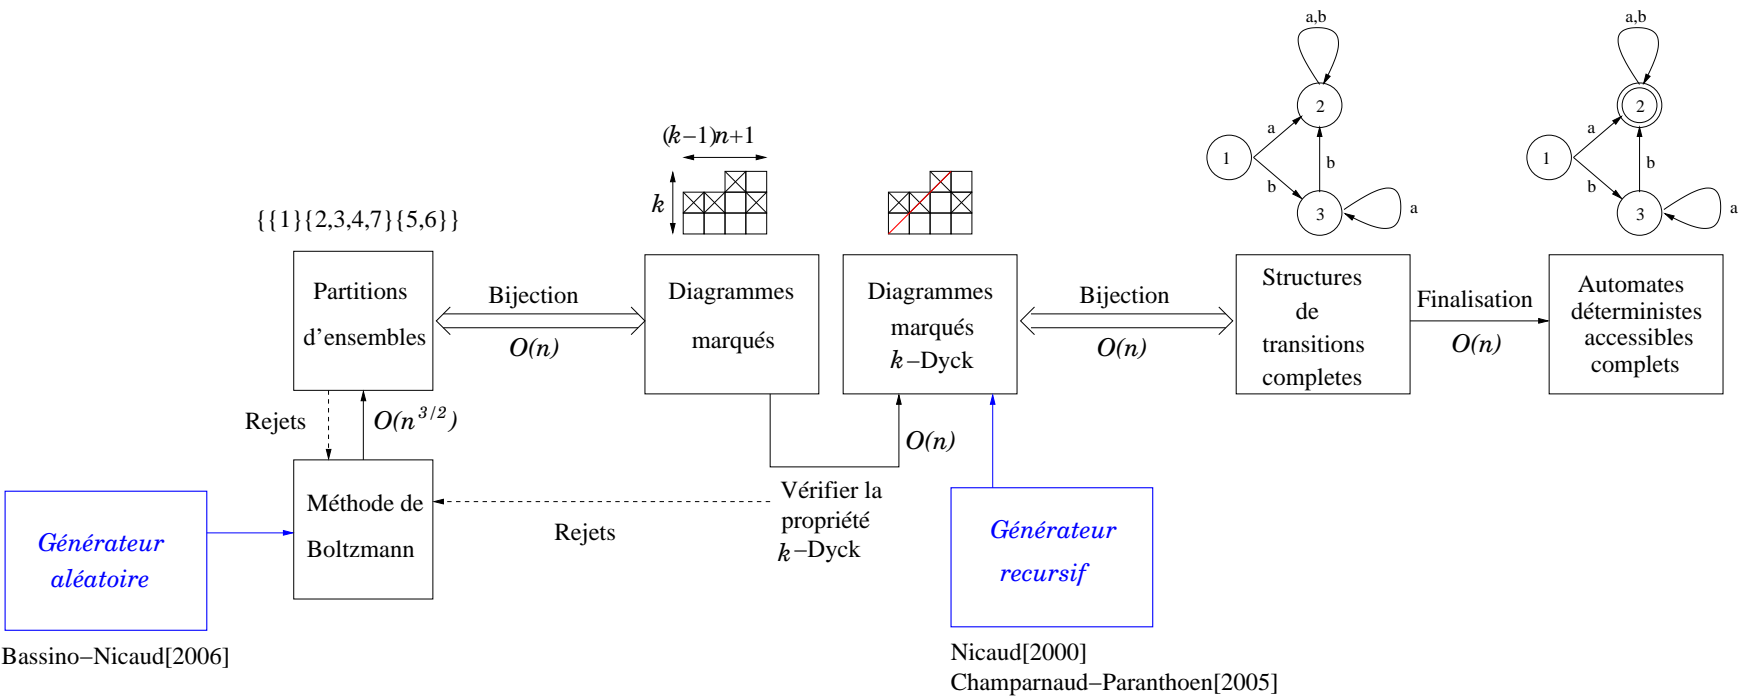 a,b
a,b
2
2
(k−1)n+1
a
a
1
1
b
b
k
b
b
{{1}{2,3,4,7}{5,6}}
3
a
3
a
Partitions
d'ensembles
Bijection
O(n)
Diagrammes
marqués
Diagrammes
marqués
k−Dyck
Bijection
O(n)
Structures
de
transitions
completes
Finalisation
O(n)
Automates
déterministes
accessibles
complets
Rejets
O(n^{3/2})
O(n)
Méthode de
Boltzmann
Rejets
Vérifier la
propriété
k−Dyck
Générateur
aléatoire
Générateur
recursif
Bassino−Nicaud[2006]
Nicaud[2000]
Champarnaud−Paranthoen[2005]